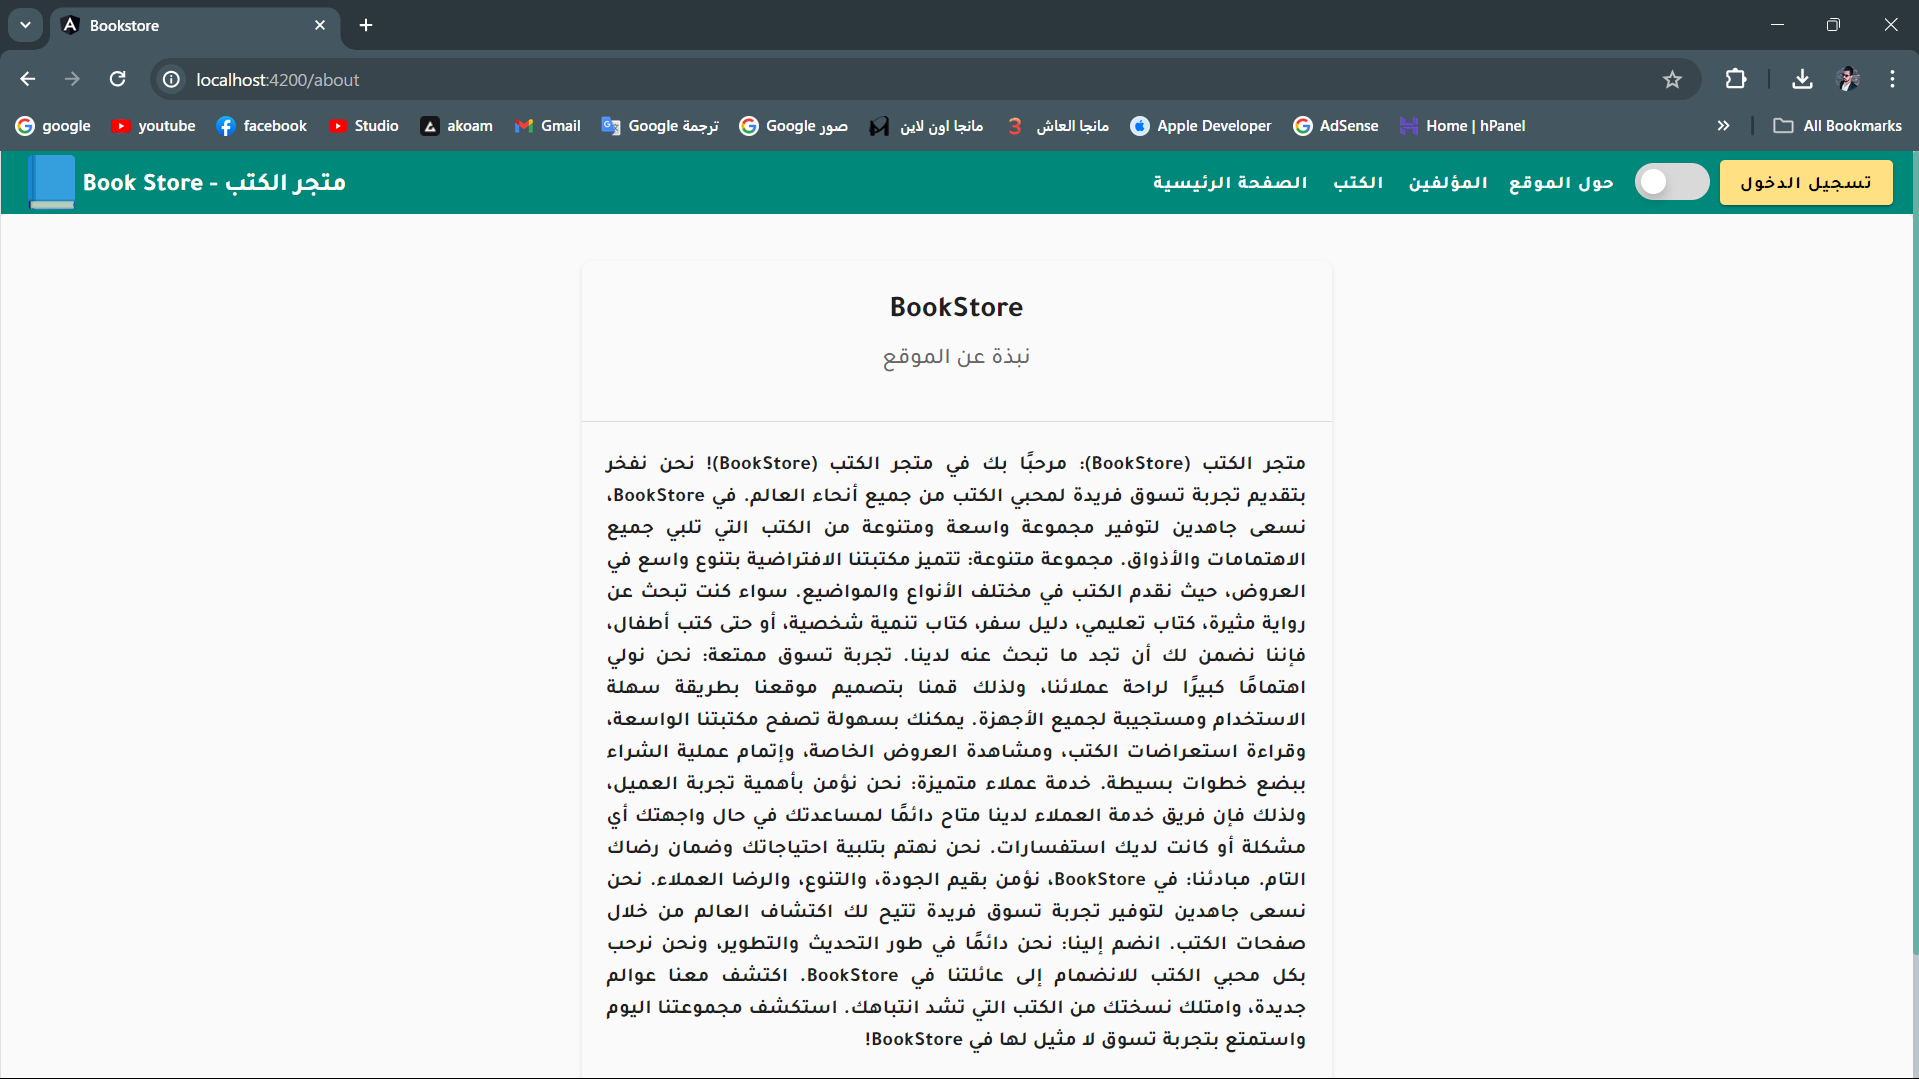 Bookstore
localhost:4200/about
google
youtube
facebook
Studio
akoam
Gmail
Google ترجمة
Google صور
مانجا اون لاين
مانجا العاش
Apple Developer
AdSense
Home | hPanel
All Bookmarks
Book Store - متجر الكتب
الصفحة الرئيسية
الكتب
المؤلفين
حول الموقع
تسجيل الدخول
BookStore
نبذة عن الموقع
متجر الكتب (BookStore): مرحبًا بك في متجر الكتب (BookStore)! نحن نفخر
بتقديم تجربة تسوق فريدة لمحبي الكتب من جميع أنحاء العالم. في BookStore،
نسعى جاهدين لتوفير مجموعة واسعة ومتنوعة من الكتب التي تلبي جميع
الاهتمامات والأذواق. مجموعة متنوعة: تتميز مكتبتنا الافتراضية بتنوع واسع في
العروض، حيث نقدم الكتب في مختلف الأنواع والمواضيع. سواء كنت تبحث عن
رواية مثيرة، كتاب تعليمي، دليل سفر، كتاب تنمية شخصية، أو حتى كتب أطفال،
فإننا نضمن لك أن تجد ما تبحث عنه لدينا. تجربة تسوق ممتعة: نحن نولي
اهتمامًا كبيرًا لراحة عملائنا، ولذلك قمنا بتصميم موقعنا بطريقة سهلة
الاستخدام ومستجيبة لجميع الأجهزة. يمكنك بسهولة تصفح مكتبتنا الواسعة،
وقراءة استعراضات الكتب، ومشاهدة العروض الخاصة، وإتمام عملية الشراء
ببضع خطوات بسيطة. خدمة عملاء متميزة: نحن نؤمن بأهمية تجربة العميل،
ولذلك فإن فريق خدمة العملاء لدينا متاح دائمًا لمساعدتك في حال واجهتك أي
مشكلة أو كانت لديك استفسارات. نحن نهتم بتلبية احتياجاتك وضمان رضاك
التام. مبادئنا: في BookStore، نؤمن بقيم الجودة، والتنوع، والرضا العملاء. نحن
نسعى جاهدين لتوفير تجربة تسوق فريدة تتيح لك اكتشاف العالم من خلال
صفحات الكتب. انضم إلينا: نحن دائمًا في طور التحديث والتطوير، ونحن نرحب
بكل محبي الكتب للانضمام إلى عائلتنا في BookStore. اكتشف معنا عوالم
جديدة، وامتلك نسختك من الكتب التي تشد انتباهك. استكشف مجموعتنا اليوم
واستمتع بتجربة تسوق لا مثيل لها في BookStore!